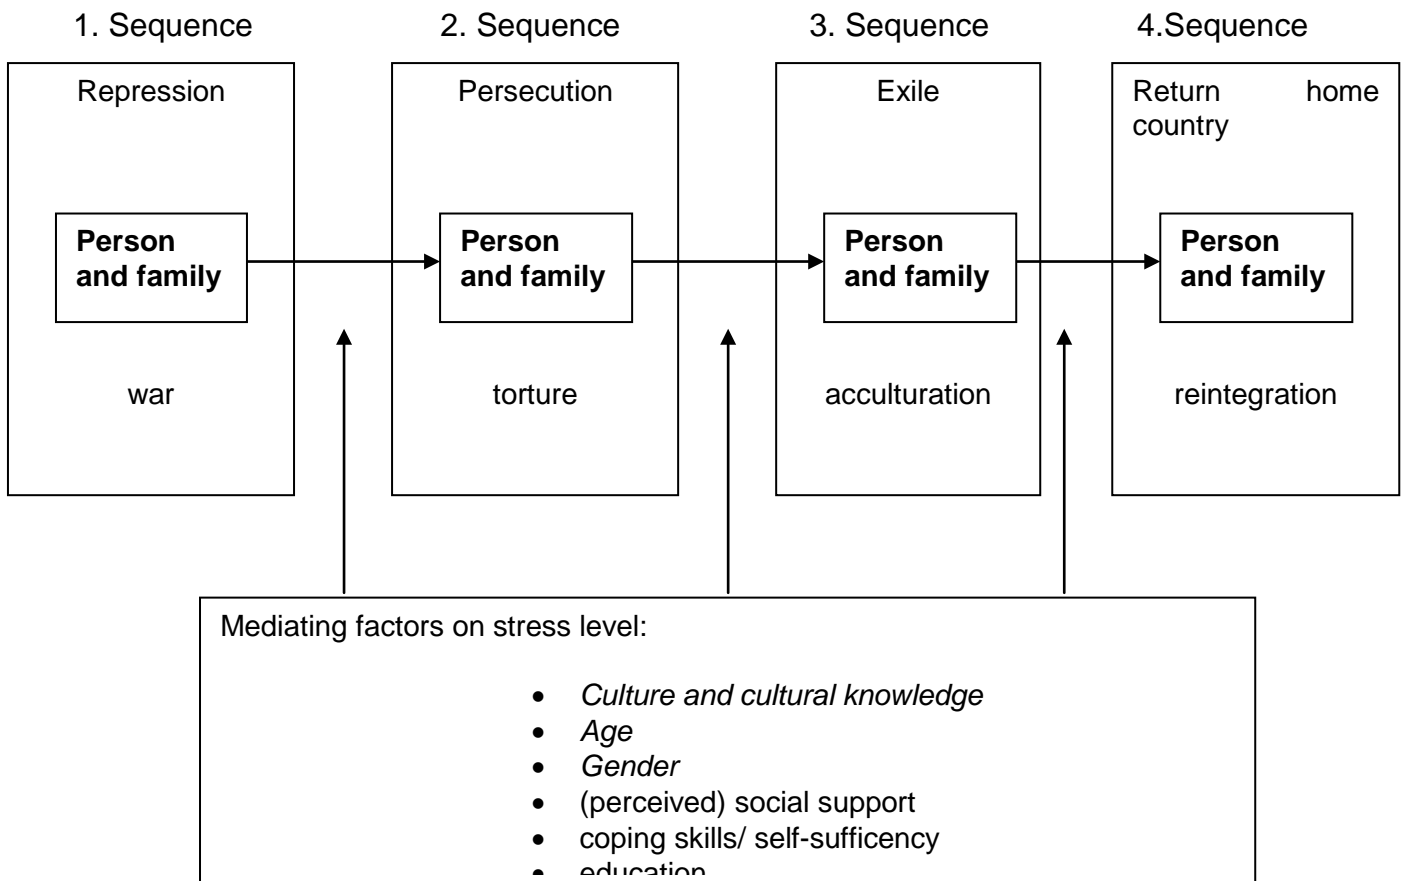 1. Sequence 2. Sequence 3. Sequence 4.Sequence
Repression
Persecution
Exile
Return home
country
Person
and family
Person
and family
Person
and family
Person
and family
war
torture
acculturation
reintegration
Mediating factors on stress level:
• Culture and cultural knowledge
• Age
• Gender
• (perceived) social support
• coping skills/ self-sufficency
• education